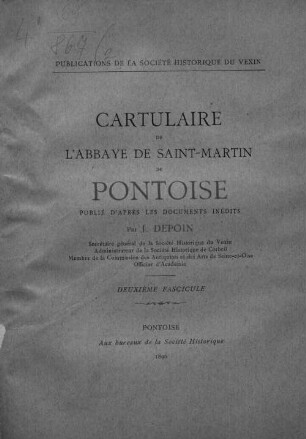 PUBLICATIONS DE LA SOCIÉTÉ HISTORIQUE DU VEXIN
CARTULAIRE
DE
L'ABBAYE DE SAINT-MARTIN
DE
PONTOISE
PUBLIÉ D'APRÈS LES DOCUMENTS INÉDITS
PAR J. DEPOIN
Secrétaire général de la Société Historique du Vexin
Administrateur de la Société Historique de Corbeil
Membre de la Commission des Antiquités et des Arts de Seine-et-Oise
Officier d'Académie
DEUXIÈME FASCICULE
PONTOISE
Aux bureaux de la Société Historique
1896